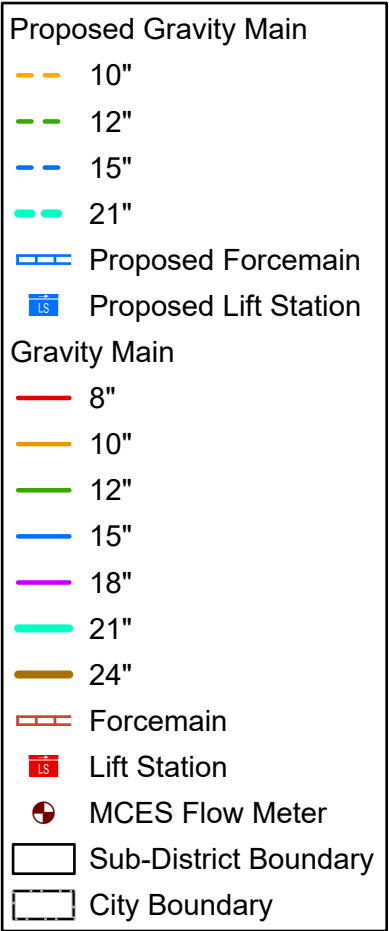 Proposed Gravity Main
10"
12"
15"
21"
Proposed Forcemain
LS Proposed Lift Station
Gravity Main
8"
10"
12"
15"
18"
21"
24"
Forcemain
LS Lift Station
MCES Flow Meter
Sub-District Boundary
City Boundary